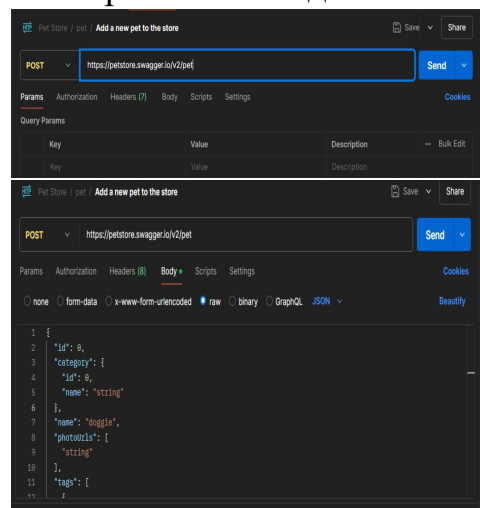 HTTP Pet Store / pet / Add a new pet to the store Save Share
POST https://petstore.swagger.io/v2/pet Send
Params Authorization Headers (7) Body Scripts Settings Cookies
Query Params
Key Value Description Bulk Edit
Key Value Description
HTTP Pet Store / pet / Add a new pet to the store Save Share
POST https://petstore.swagger.io/v2/pet Send
Params Authorization Headers (8) Body Scripts Settings Cookies
none form-data x-www-form-urlencoded raw binary GraphQL JSON Beautify
1 {
2 "id": 0,
3 "category": {
4 "id": 0,
5 "name": "string"
6 },
7 "name": "doggie",
8 "photoUrls": [
9 "string"
10 ],
11 "tags": [
12 {